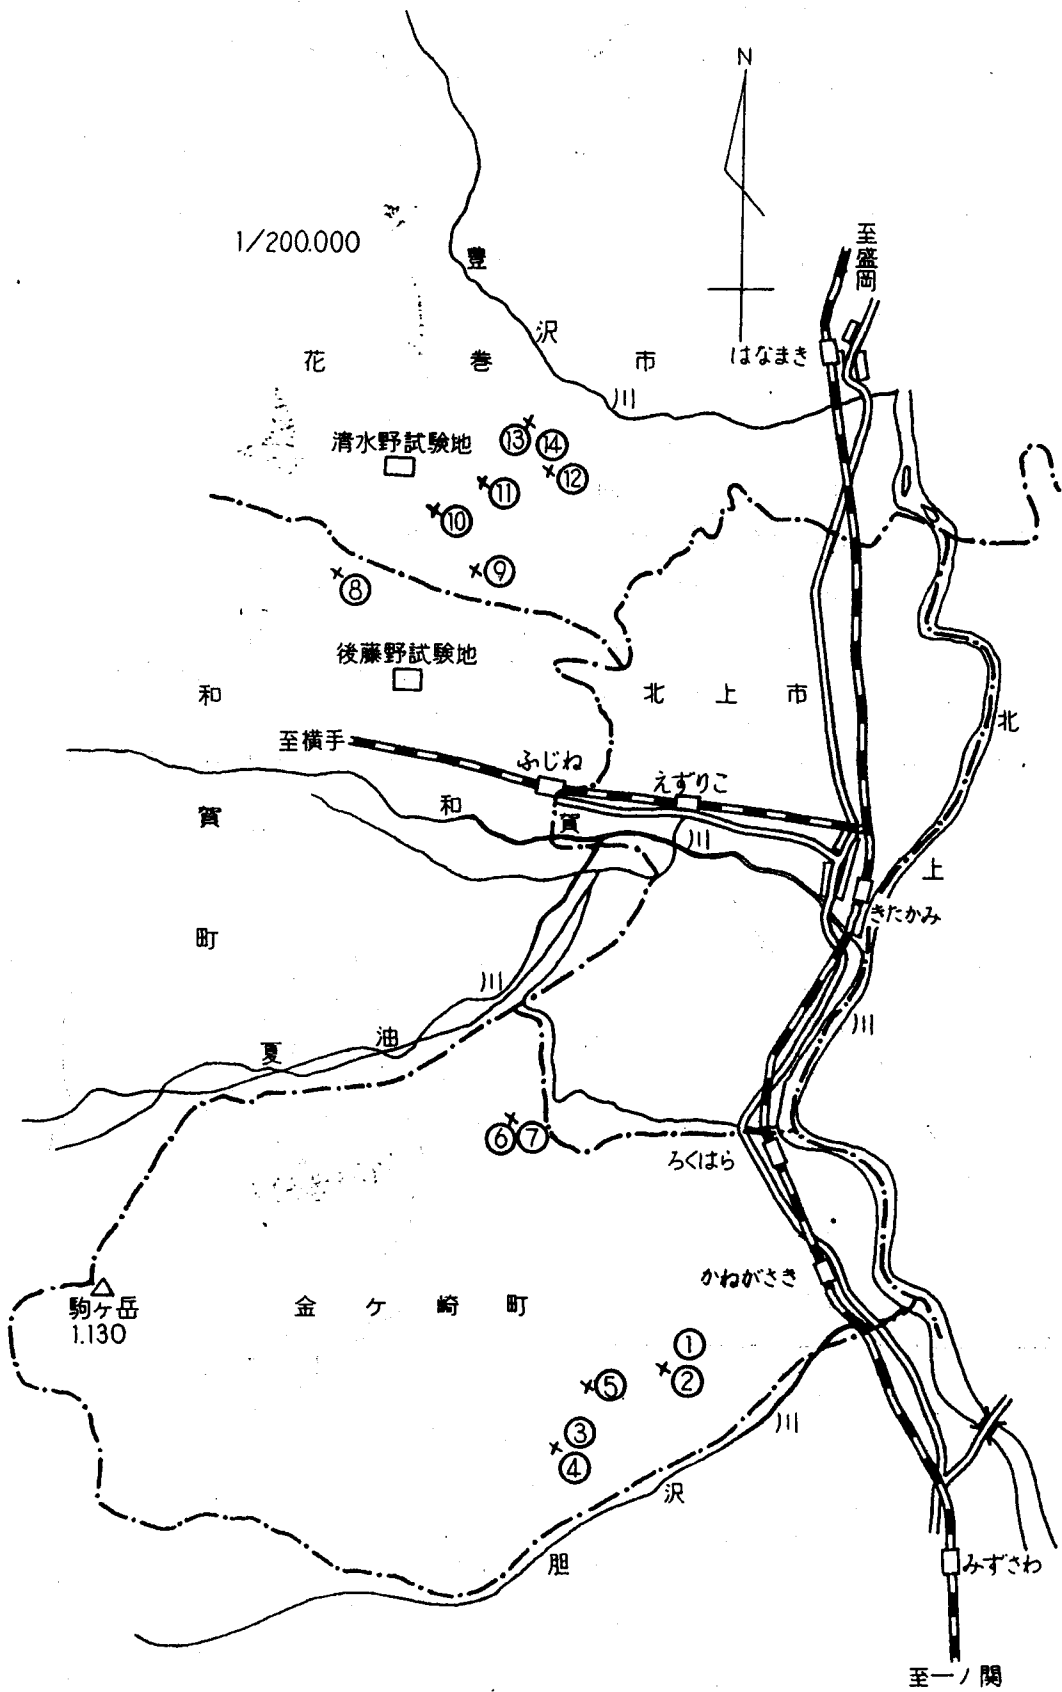 N
1/200.000
至盛岡
豊沢川
はなまき
花巻市
清水野試験地
⑬
⑭
⑫
⑪
⑩
⑨
⑧
後藤野試験地
和賀町
北上市
北上川
至横手
ふじね
えずりこ
和賀川
きたかみ
夏油川
⑥⑦
ろくはら
かねがさき
駒ヶ岳
1.130
金ケ崎町
①
②
⑤
③
④
胆沢川
みずさわ
至一ノ関